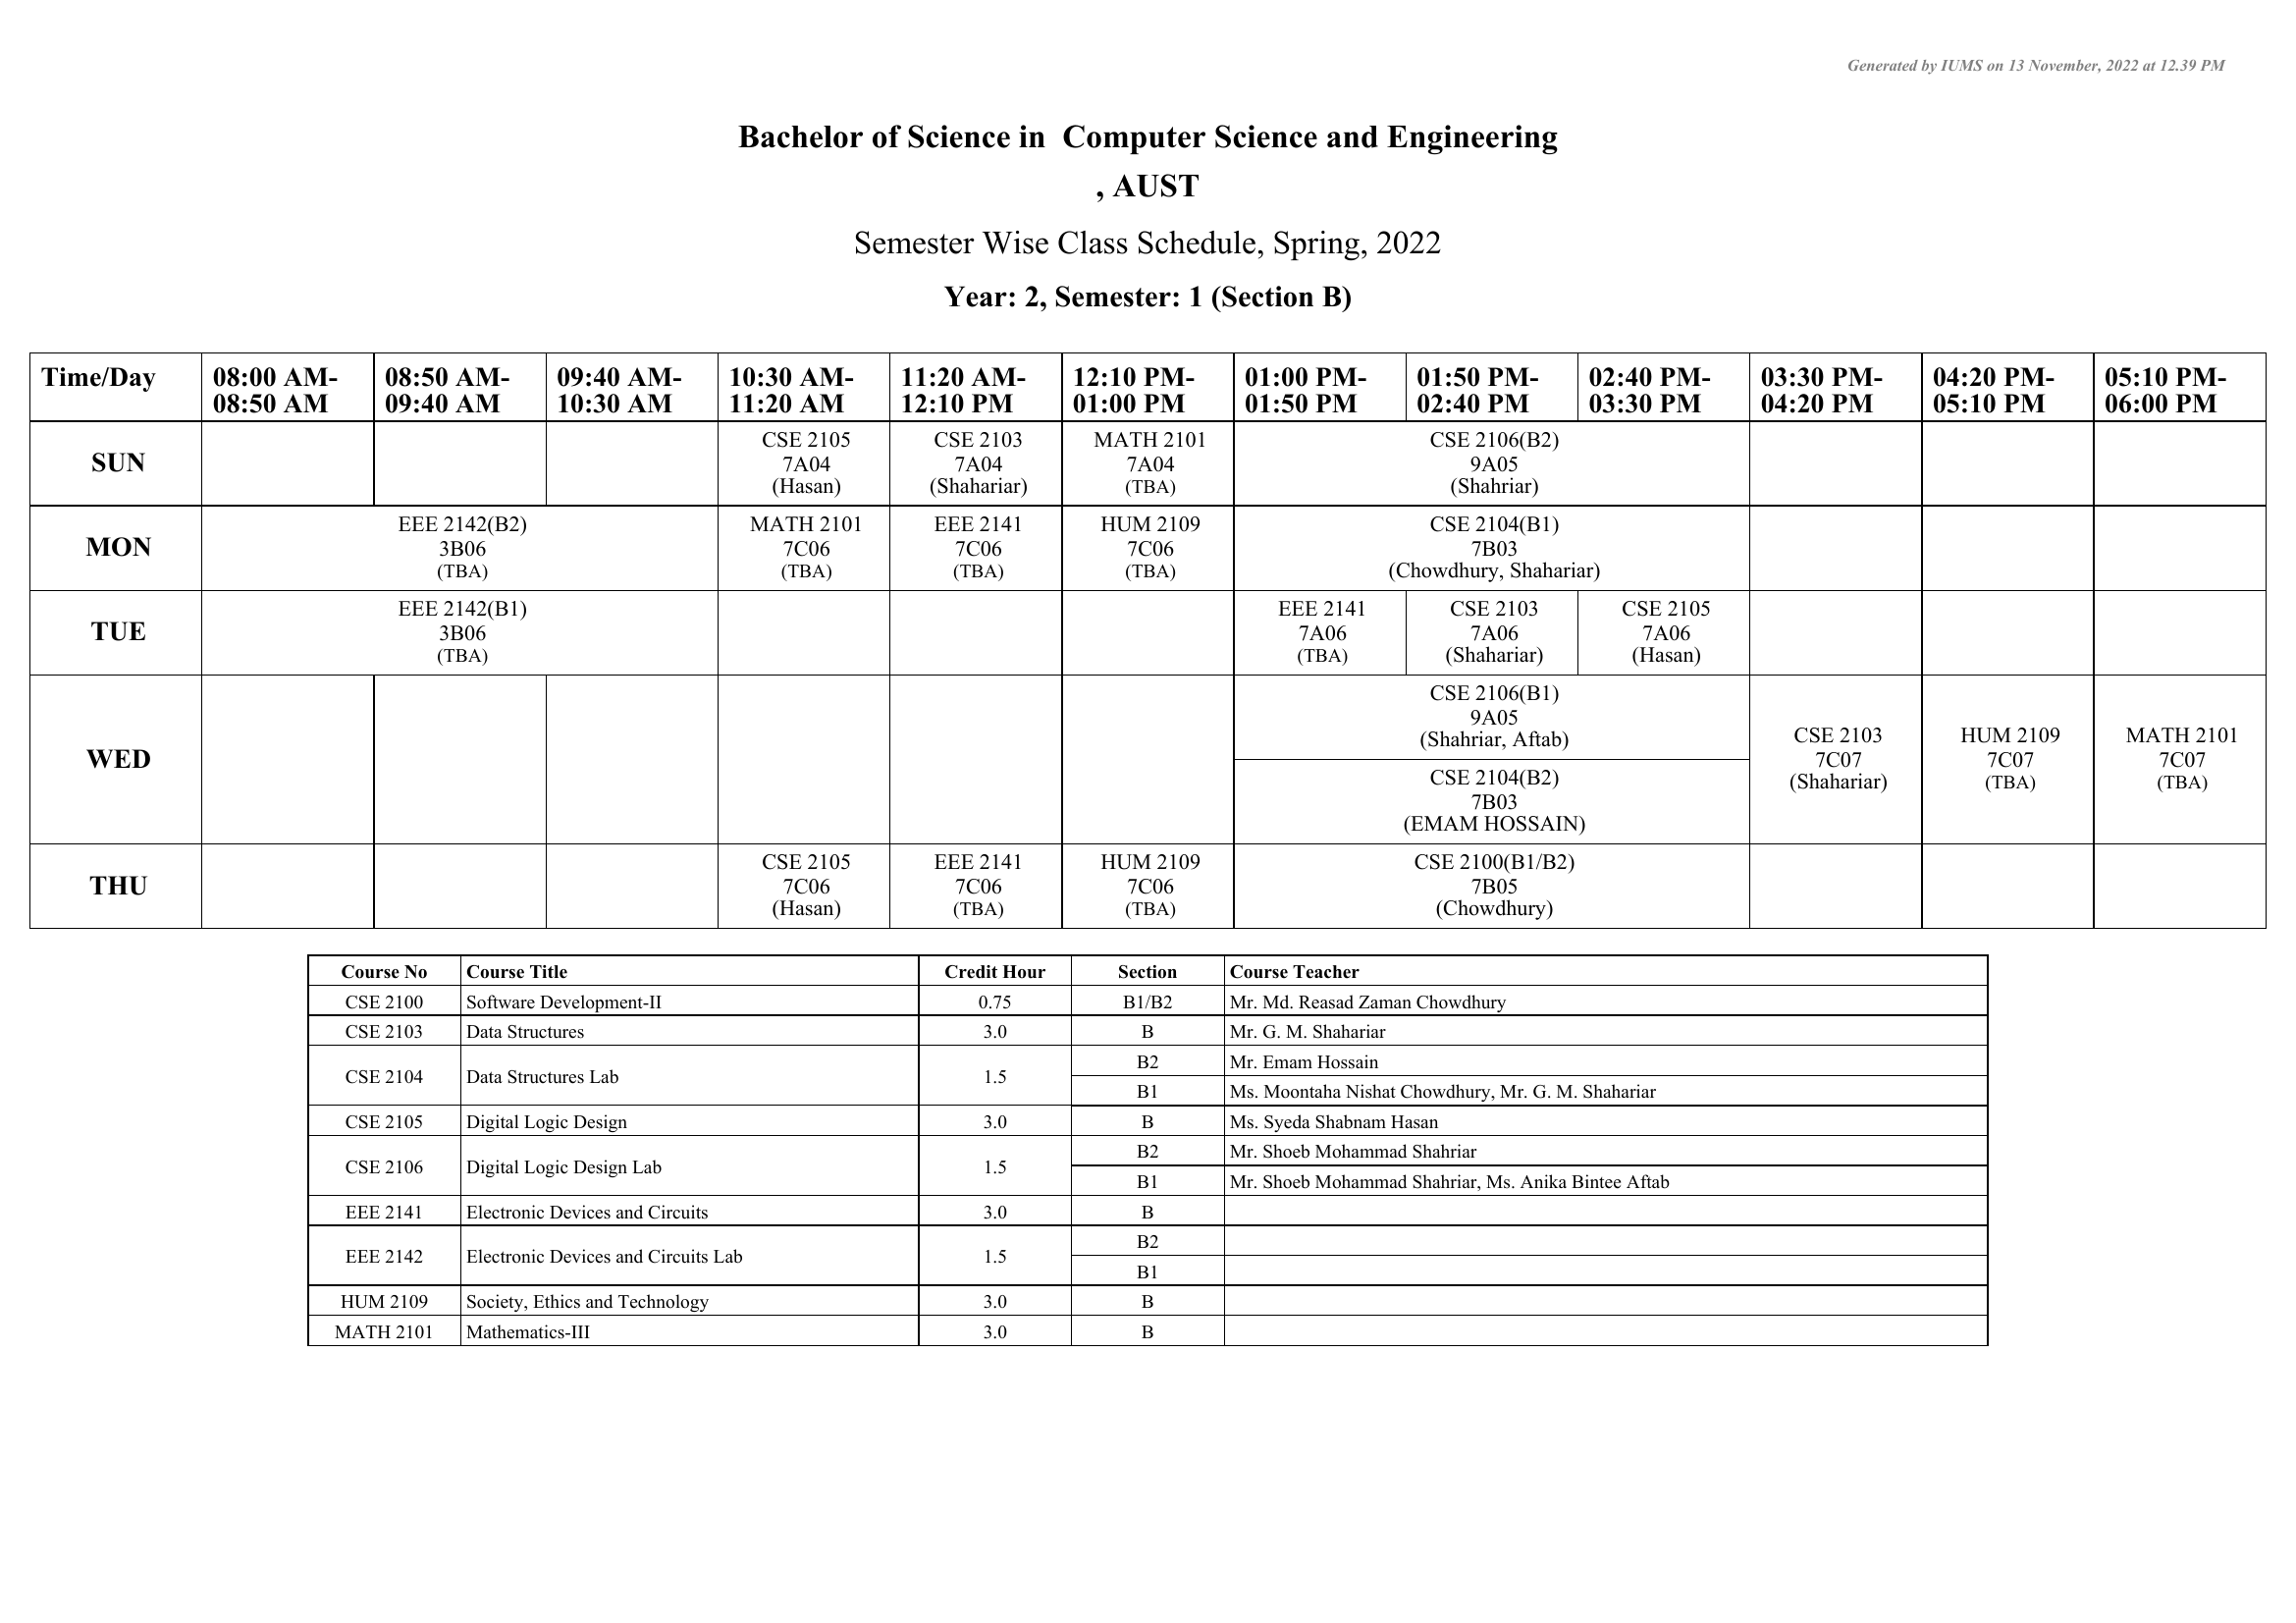 Generated by IUMS on 13 November, 2022 at 12.39 PM
Bachelor of Science in  Computer Science and Engineering
, AUST
Semester Wise Class Schedule, Spring, 2022
Year: 2, Semester: 1 (Section B)
Time/Day
08:00 AM-
08:50 AM
08:50 AM-
09:40 AM
09:40 AM-
10:30 AM
10:30 AM-
11:20 AM
11:20 AM-
12:10 PM
12:10 PM-
01:00 PM
01:00 PM-
01:50 PM
01:50 PM-
02:40 PM
02:40 PM-
03:30 PM
03:30 PM-
04:20 PM
04:20 PM-
05:10 PM
05:10 PM-
06:00 PM
SUN
CSE 2105
7A04
(Hasan)
CSE 2103
7A04
(Shahariar)
MATH 2101
7A04
(TBA)
CSE 2106(B2)
9A05
(Shahriar)
MON
EEE 2142(B2)
3B06
(TBA)
MATH 2101
7C06
(TBA)
EEE 2141
7C06
(TBA)
HUM 2109
7C06
(TBA)
CSE 2104(B1)
7B03
(Chowdhury, Shahariar)
TUE
EEE 2142(B1)
3B06
(TBA)
EEE 2141
7A06
(TBA)
CSE 2103
7A06
(Shahariar)
CSE 2105
7A06
(Hasan)
WED
CSE 2106(B1)
9A05
(Shahriar, Aftab)
CSE 2104(B2)
7B03
(EMAM HOSSAIN)
CSE 2103
7C07
(Shahariar)
HUM 2109
7C07
(TBA)
MATH 2101
7C07
(TBA)
THU
CSE 2105
7C06
(Hasan)
EEE 2141
7C06
(TBA)
HUM 2109
7C06
(TBA)
CSE 2100(B1/B2)
7B05
(Chowdhury)
Course No Course Title Credit Hour Section Course Teacher
CSE 2100 Software Development-II 0.75 B1/B2 Mr. Md. Reasad Zaman Chowdhury
CSE 2103 Data Structures 3.0 B Mr. G. M. Shahariar
CSE 2104 Data Structures Lab 1.5
B2 Mr. Emam Hossain
B1 Ms. Moontaha Nishat Chowdhury, Mr. G. M. Shahariar
CSE 2105 Digital Logic Design 3.0 B Ms. Syeda Shabnam Hasan
CSE 2106 Digital Logic Design Lab 1.5
B2 Mr. Shoeb Mohammad Shahriar
B1 Mr. Shoeb Mohammad Shahriar, Ms. Anika Bintee Aftab
EEE 2141 Electronic Devices and Circuits 3.0 B
EEE 2142 Electronic Devices and Circuits Lab 1.5
B2
B1
HUM 2109 Society, Ethics and Technology 3.0 B
MATH 2101 Mathematics-III 3.0 B